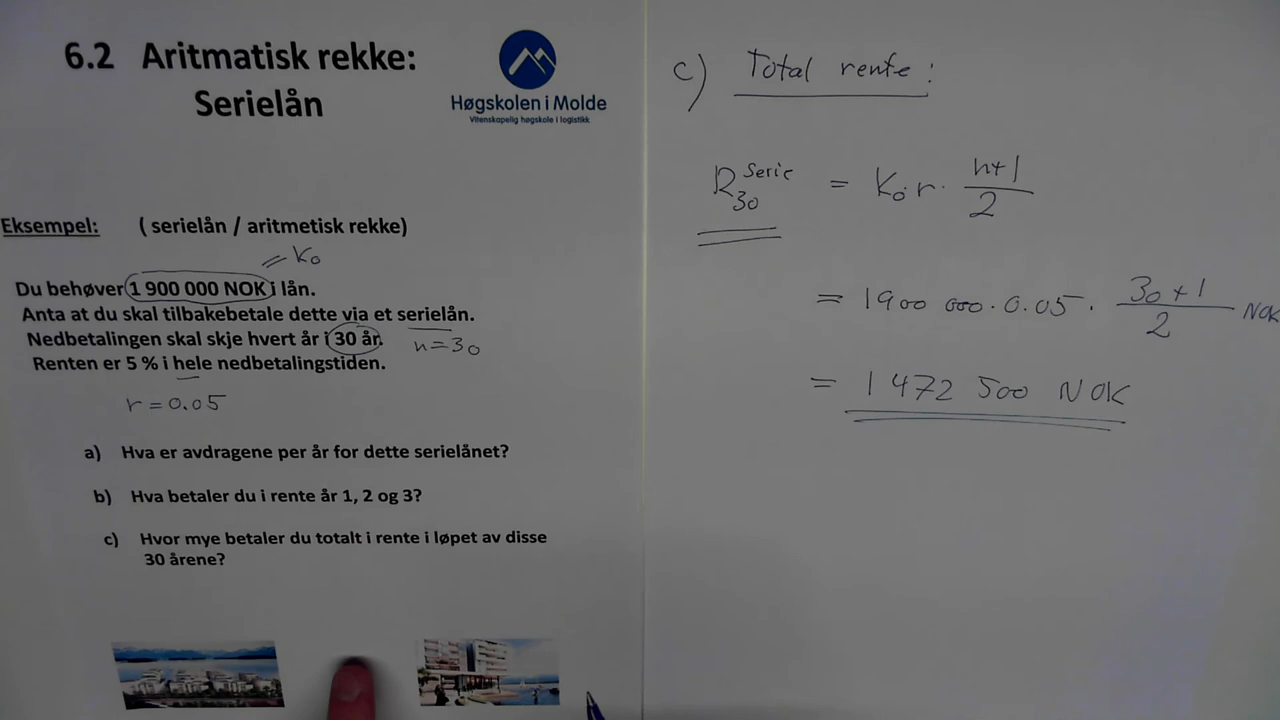 6.2 Aritmatisk rekke:
Serielån
Høgskolen i Molde
Vitenskapelig høgskole i logistikk
Eksempel: ( serielån / aritmetisk rekke)
= K₀
Du behøver 1 900 000 NOK i lån.
Anta at du skal tilbakebetale dette via et serielån.
Nedbetalingen skal skje hvert år i 30 år.
n = 30
Renten er 5 % i hele nedbetalingstiden.
r = 0.05
a) Hva er avdragene per år for dette serielånet?
b) Hva betaler du i rente år 1, 2 og 3?
c) Hvor mye betaler du totalt i rente i løpet av disse
30 årene?
c) Total rente:
R₃₀^Serie = K₀ · r · (n+1)/2
= 1900 000 · 0.05 · (30+1)/2 NOK
= 1 472 500 NOK